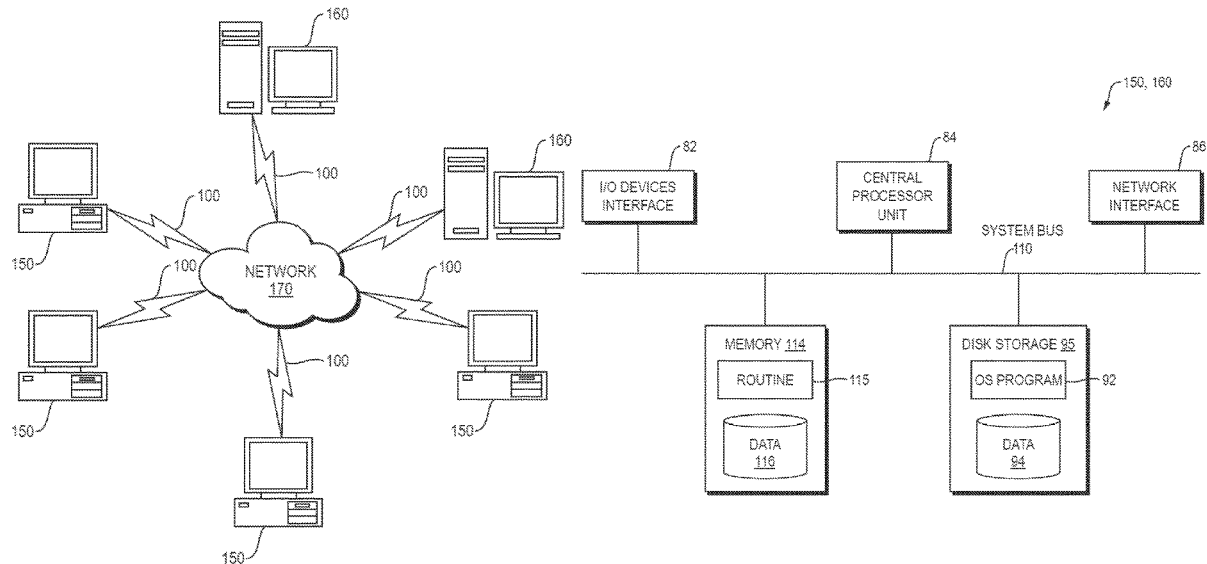 160
160
100
100
100
100
100
100
150
150
150
150
NETWORK
170
150, 160
82
84
86
I/O DEVICES
INTERFACE
CENTRAL
PROCESSOR
UNIT
NETWORK
INTERFACE
SYSTEM BUS
110
MEMORY 114
ROUTINE
115
DATA
116
DISK STORAGE 95
OS PROGRAM
92
DATA
94